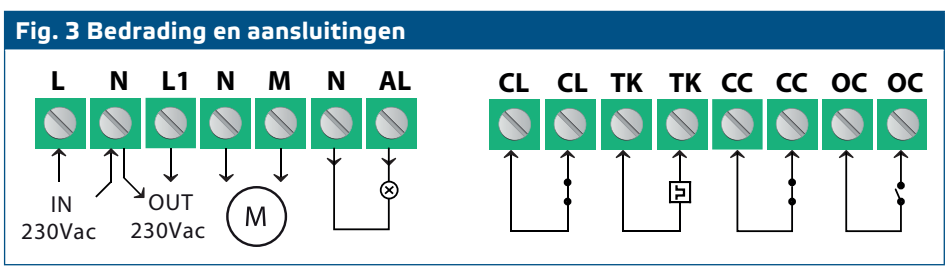 Fig. 3 Bedrading en aansluitingen
L N L1 N M N AL CL CL TK TK CC CC OC OC
IN OUT M
230Vac 230Vac